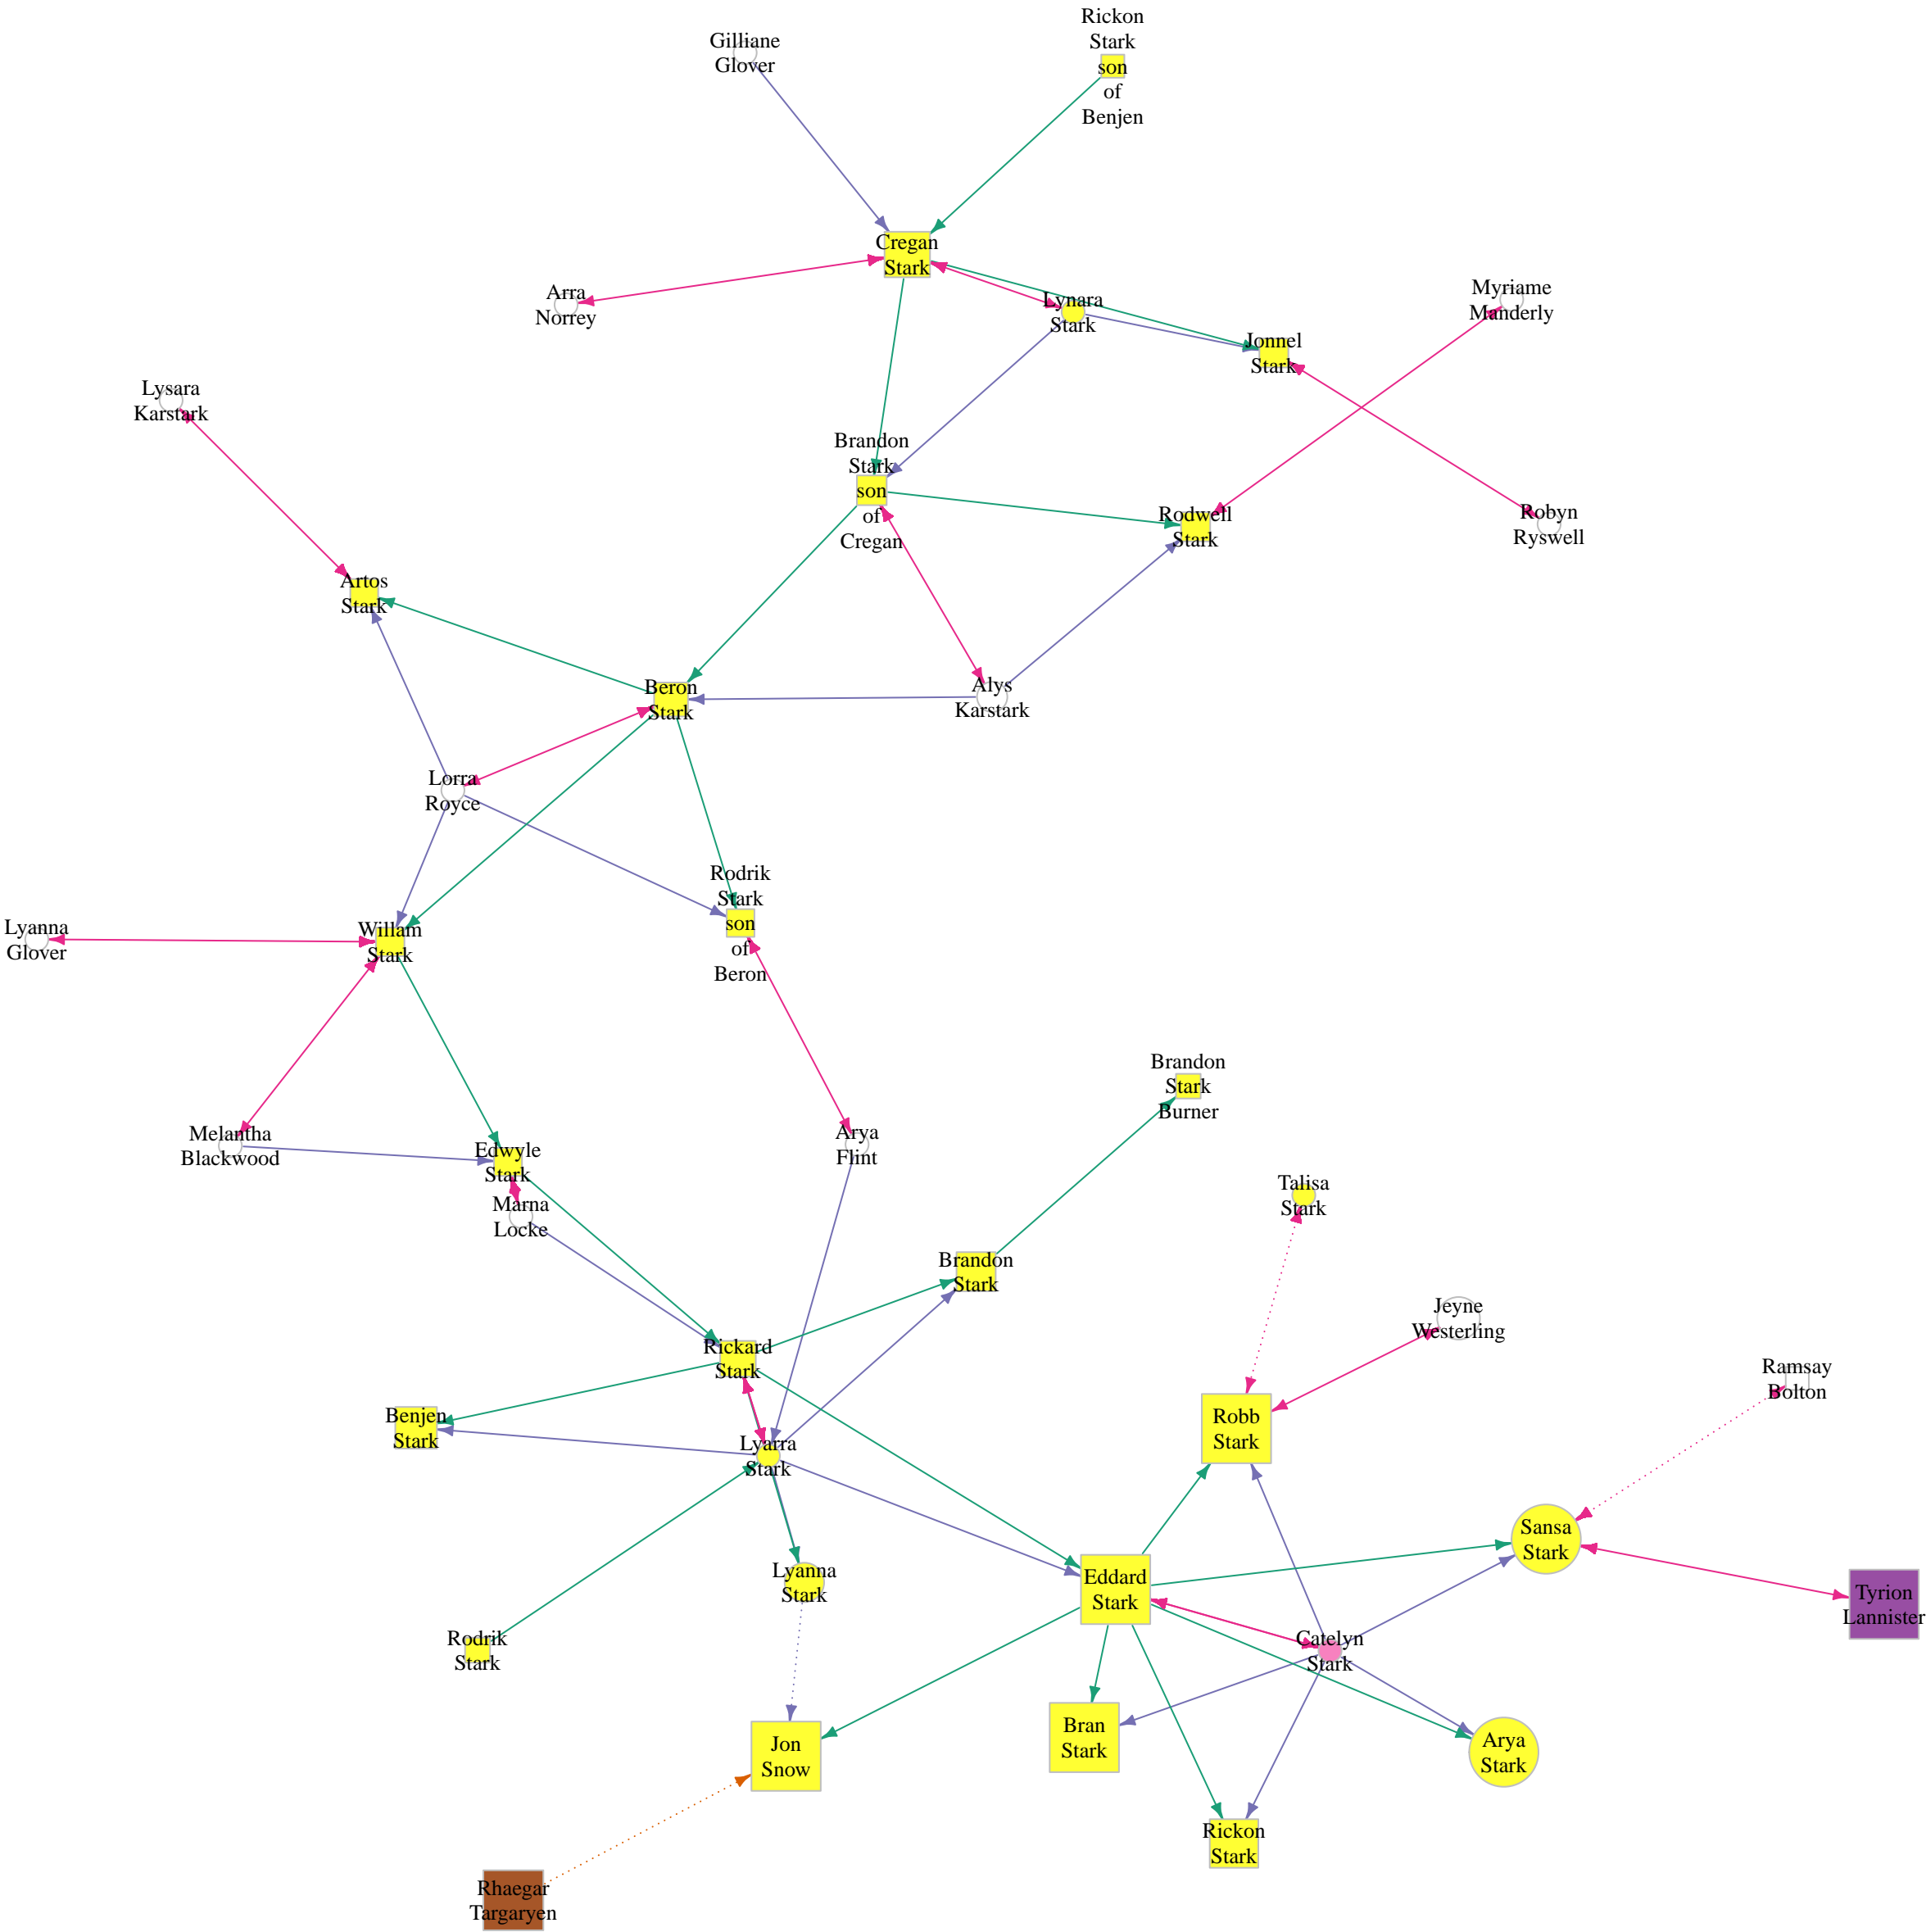 Rickon
Stark
son
of
Benjen
Gilliane
Glover
Cregan
Stark
Arra
Norrey
Lynara
Stark
Myriame
Manderly
Jonnel
Stark
Lysara
Karstark
Brandon
Stark
son
of
Cregan
Rodwell
Stark
Robyn
Ryswell
Artos
Stark
Beron
Stark
Alys
Karstark
Lorra
Royce
Rodrik
Stark
son
of
Beron
Lyanna
Glover
Willam
Stark
Brandon
Stark
Burner
Melantha
Blackwood
Edwyle
Stark
Arya
Flint
Marna
Locke
Talisa
Stark
Brandon
Stark
Jeyne
Westerling
Rickard
Stark
Ramsay
Bolton
Benjen
Stark
Robb
Stark
Lyarra
Stark
Sansa
Stark
Lyanna
Stark
Eddard
Stark
Tyrion
Lannister
Rodrik
Stark
Catelyn
Stark
Jon
Snow
Bran
Stark
Arya
Stark
Rickon
Stark
Rhaegar
Targaryen